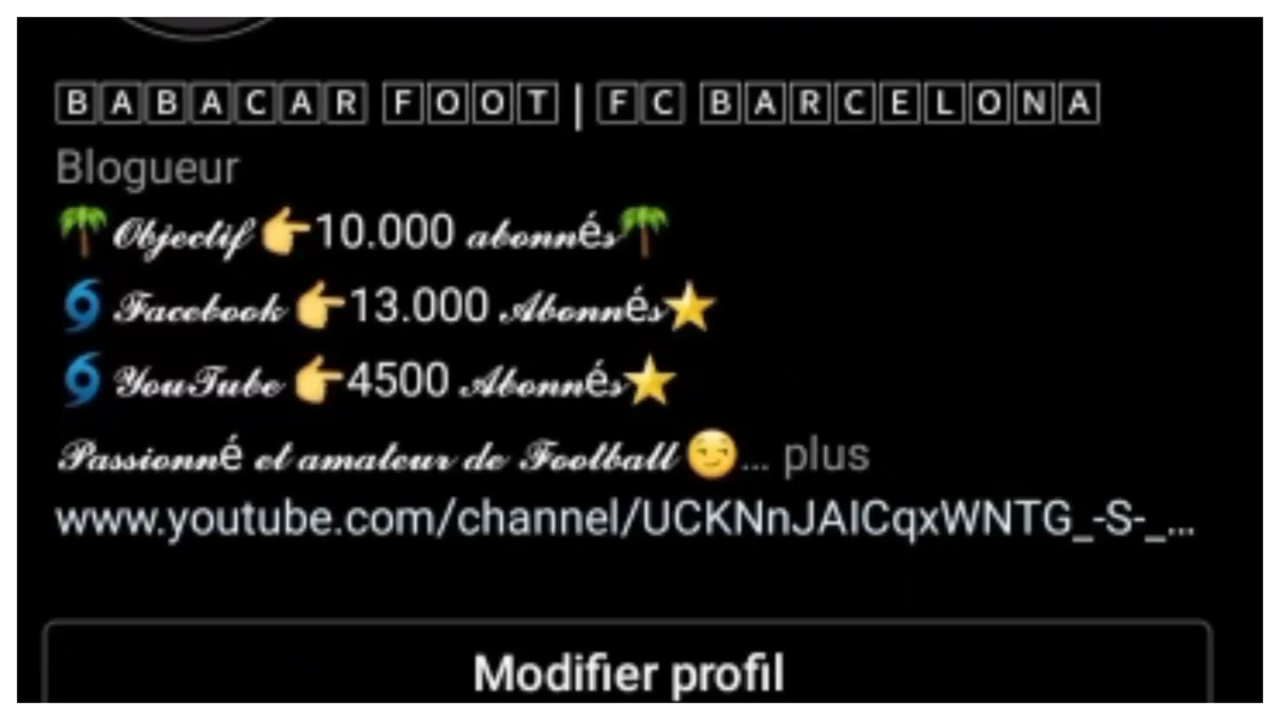 BABACAR FOOT | FC BARCELONA
Blogueur
🌴Objectif 👉10.000 abonnés🌴
🌀 Facebook 👉13.000 Abonnés⭐
🌀 YouTube 👉4500 Abonnés⭐
Passionné et amateur de Football 😏... plus
www.youtube.com/channel/UCKNnJAICqxWNTG_-S-_...
Modifier profil